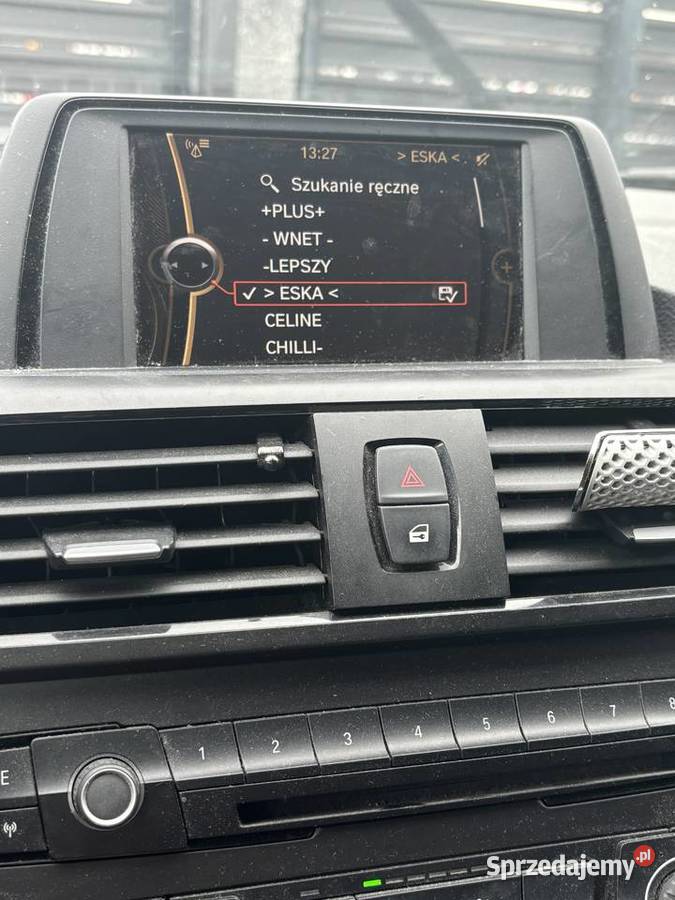 13:27 > ESKA < .
Szukanie ręczne
+PLUS+
- WNET -
-LEPSZY
✓ > ESKA <
CELINE
CHILLI-
1 2 3 4 5 6 7 8
E
Sprzedajemy.pl